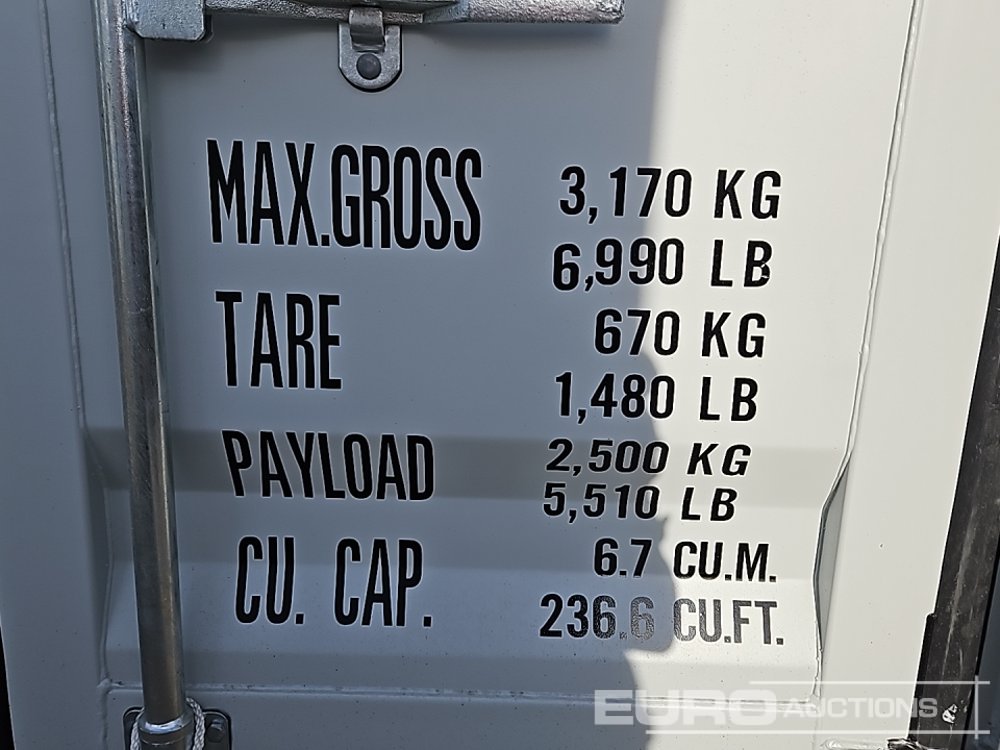 MAX.GROSS 3,170 KG
6,990 LB
TARE 670 KG
1,480 LB
PAYLOAD 2,500 KG
5,510 LB
CU. CAP. 6.7 CU.M.
236.6 CU.FT.
EURO AUCTIONS